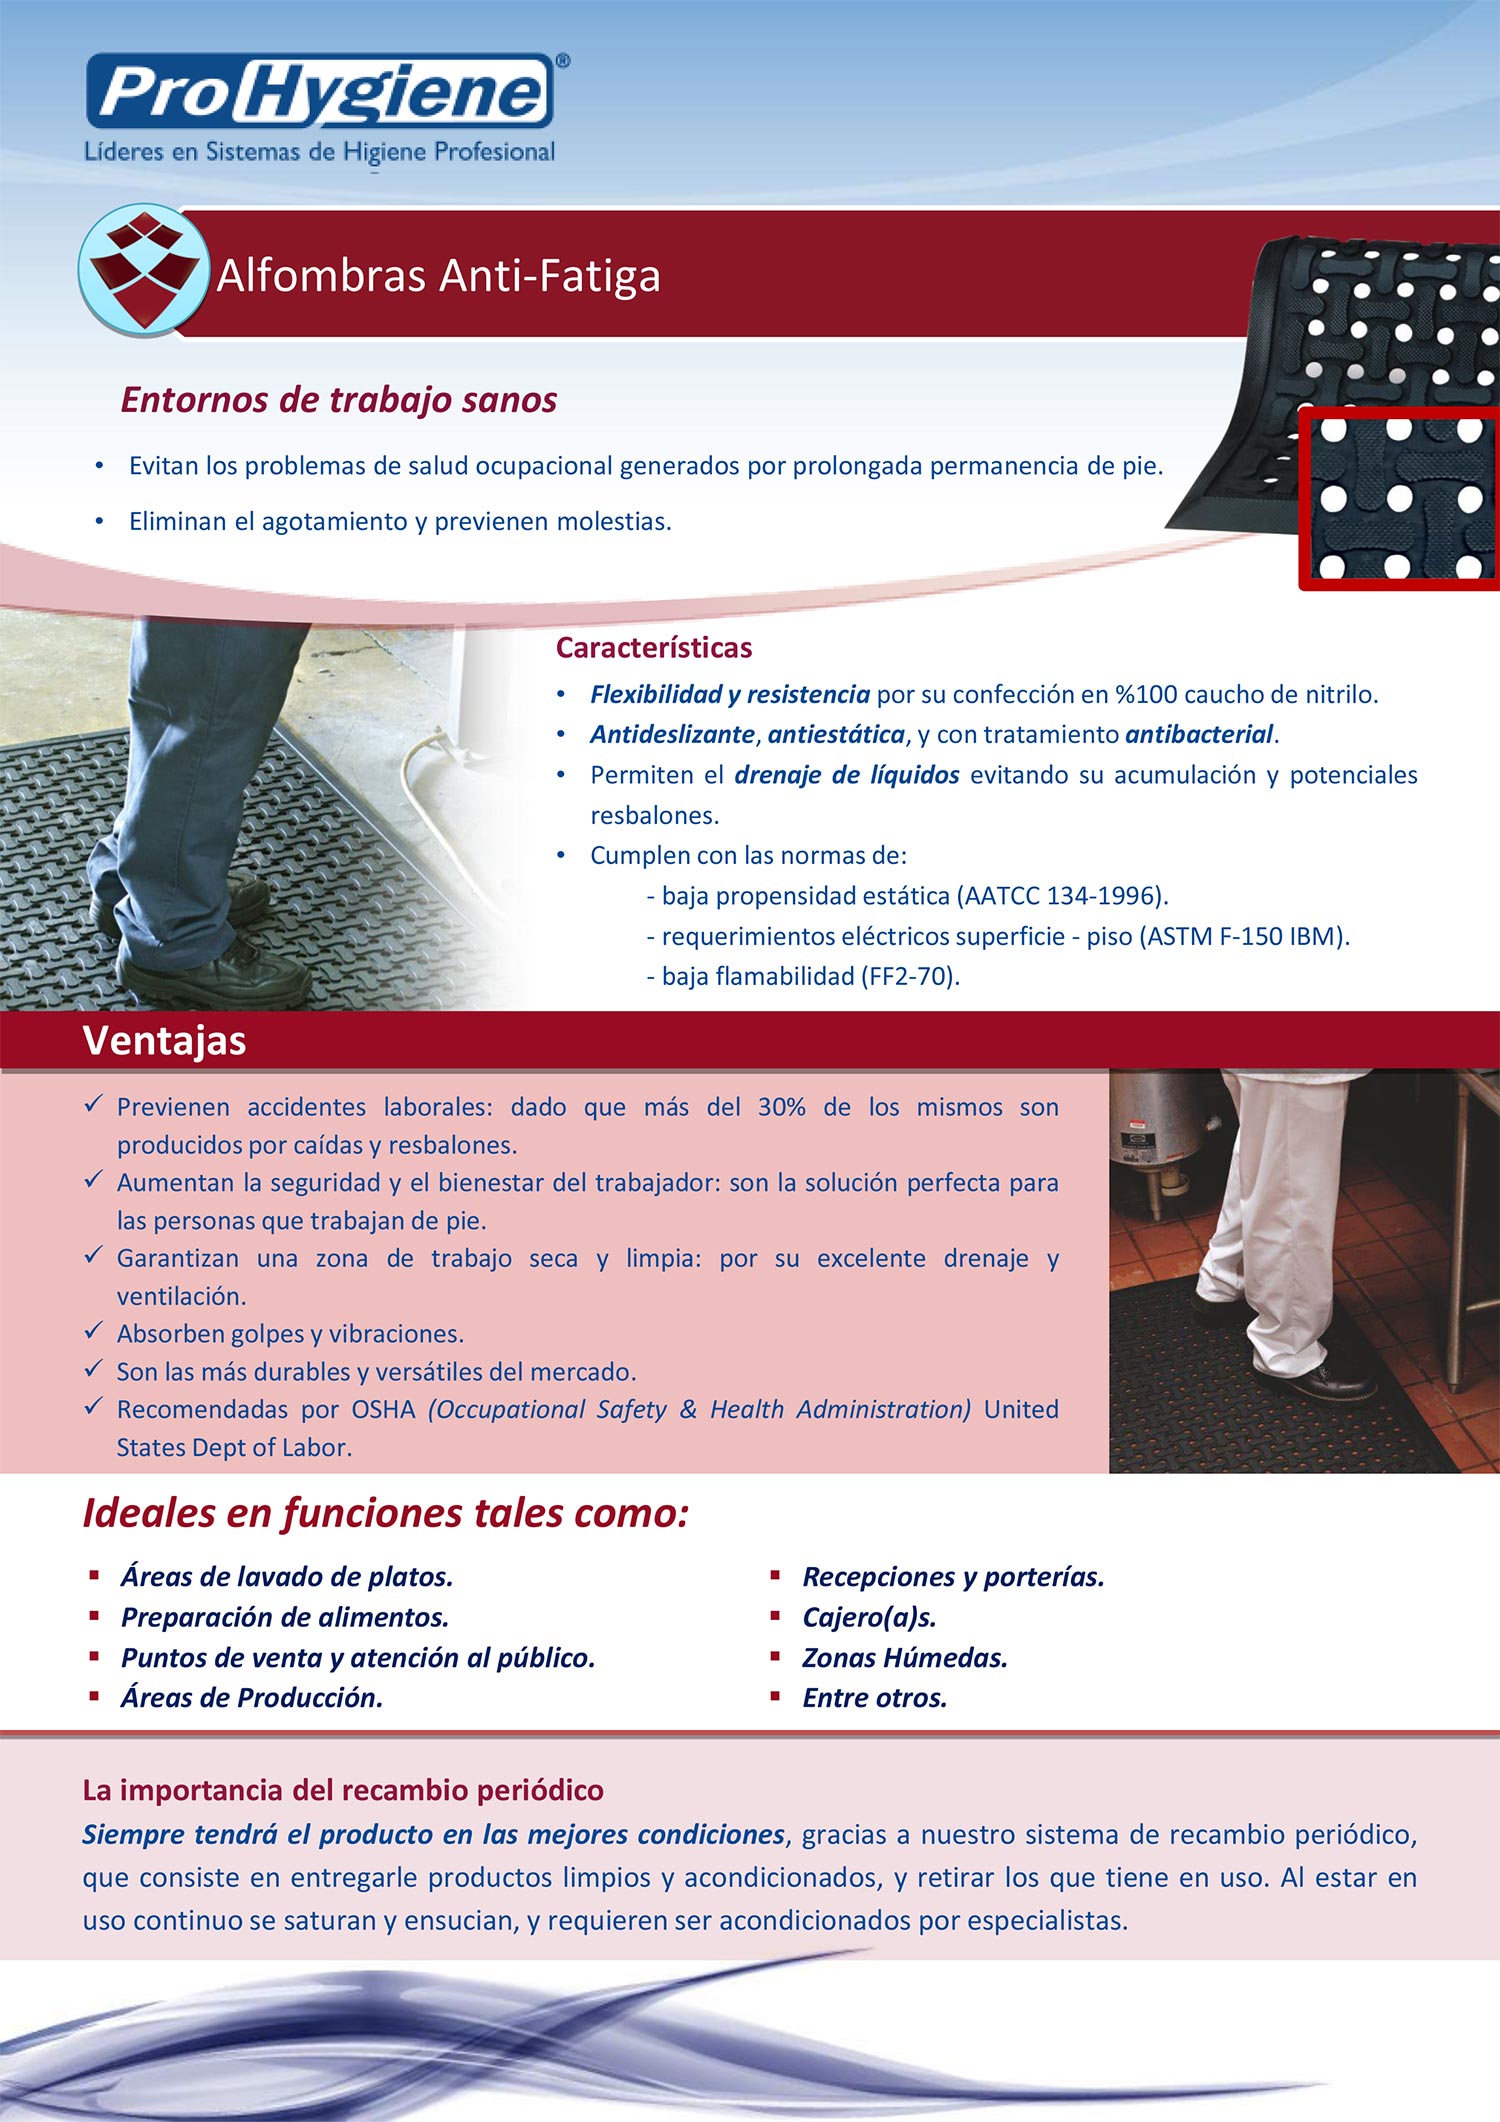 ProHygiene®
Líderes en Sistemas de Higiene Profesional
Alfombras Anti-Fatiga
Entornos de trabajo sanos
• Evitan los problemas de salud ocupacional generados por prolongada permanencia de pie.
• Eliminan el agotamiento y previenen molestias.
Características
• Flexibilidad y resistencia por su confección en %100 caucho de nitrilo.
• Antideslizante, antiestática, y con tratamiento antibacterial.
• Permiten el drenaje de líquidos evitando su acumulación y potenciales
resbalones.
• Cumplen con las normas de:
- baja propensidad estática (AATCC 134-1996).
- requerimientos eléctricos superficie - piso (ASTM F-150 IBM).
- baja flamabilidad (FF2-70).
Ventajas
✓ Previenen accidentes laborales: dado que más del 30% de los mismos son
producidos por caídas y resbalones.
✓ Aumentan la seguridad y el bienestar del trabajador: son la solución perfecta para
las personas que trabajan de pie.
✓ Garantizan una zona de trabajo seca y limpia: por su excelente drenaje y
ventilación.
✓ Absorben golpes y vibraciones.
✓ Son las más durables y versátiles del mercado.
✓ Recomendadas por OSHA (Occupational Safety & Health Administration) United
States Dept of Labor.
Ideales en funciones tales como:
▪ Áreas de lavado de platos.
▪ Preparación de alimentos.
▪ Puntos de venta y atención al público.
▪ Áreas de Producción.
▪ Recepciones y porterías.
▪ Cajero(a)s.
▪ Zonas Húmedas.
▪ Entre otros.
La importancia del recambio periódico
Siempre tendrá el producto en las mejores condiciones, gracias a nuestro sistema de recambio periódico,
que consiste en entregarle productos limpios y acondicionados, y retirar los que tiene en uso. Al estar en
uso continuo se saturan y ensucian, y requieren ser acondicionados por especialistas.